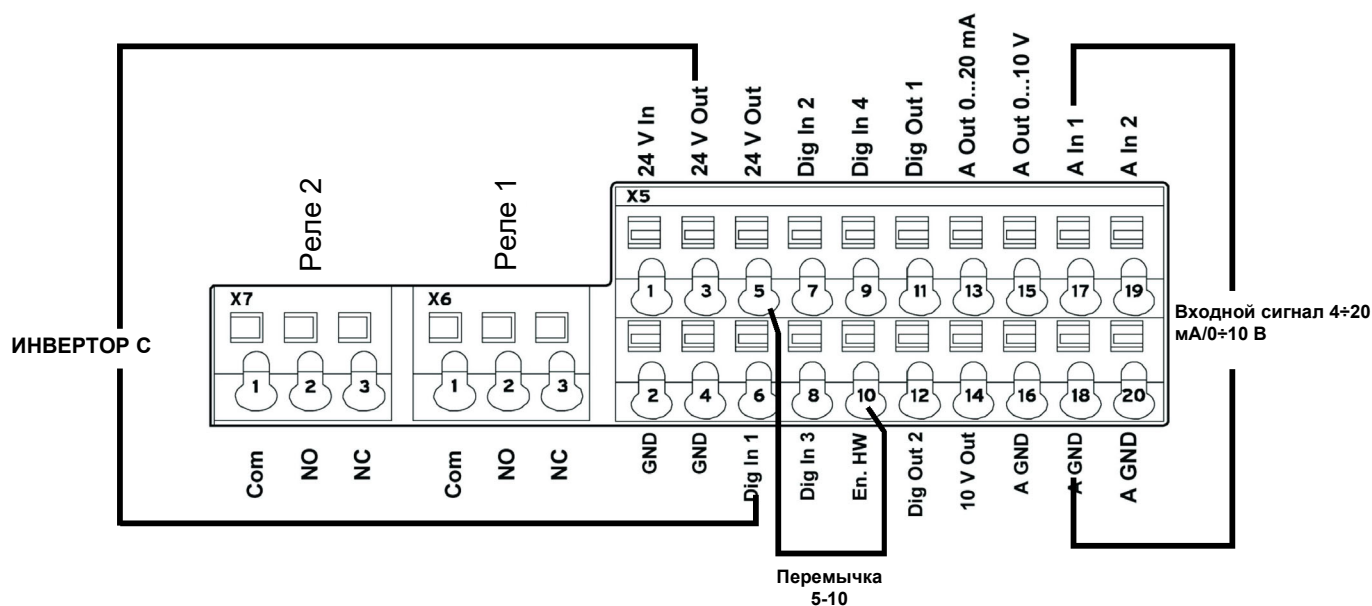 24 V In
24 V Out
24 V Out
Dig In 2
Dig In 4
Dig Out 1
A Out 0...20 mA
A Out 0...10 V
A In 1
A In 2
Реле 2
Реле 1
X5
1 3 5 7 9 11 13 15 17 19
X7
X6
ИНВЕРТОР С
Входной сигнал 4÷20
мА/0÷10 В
1 2 3
1 2 3
2 4 6 8 10 12 14 16 18 20
Com
NO
NC
Com
NO
NC
GND
GND
Dig In 1
Dig In 3
En. HW
Dig Out 2
10 V Out
A GND
A GND
A GND
Перемычка
5-10